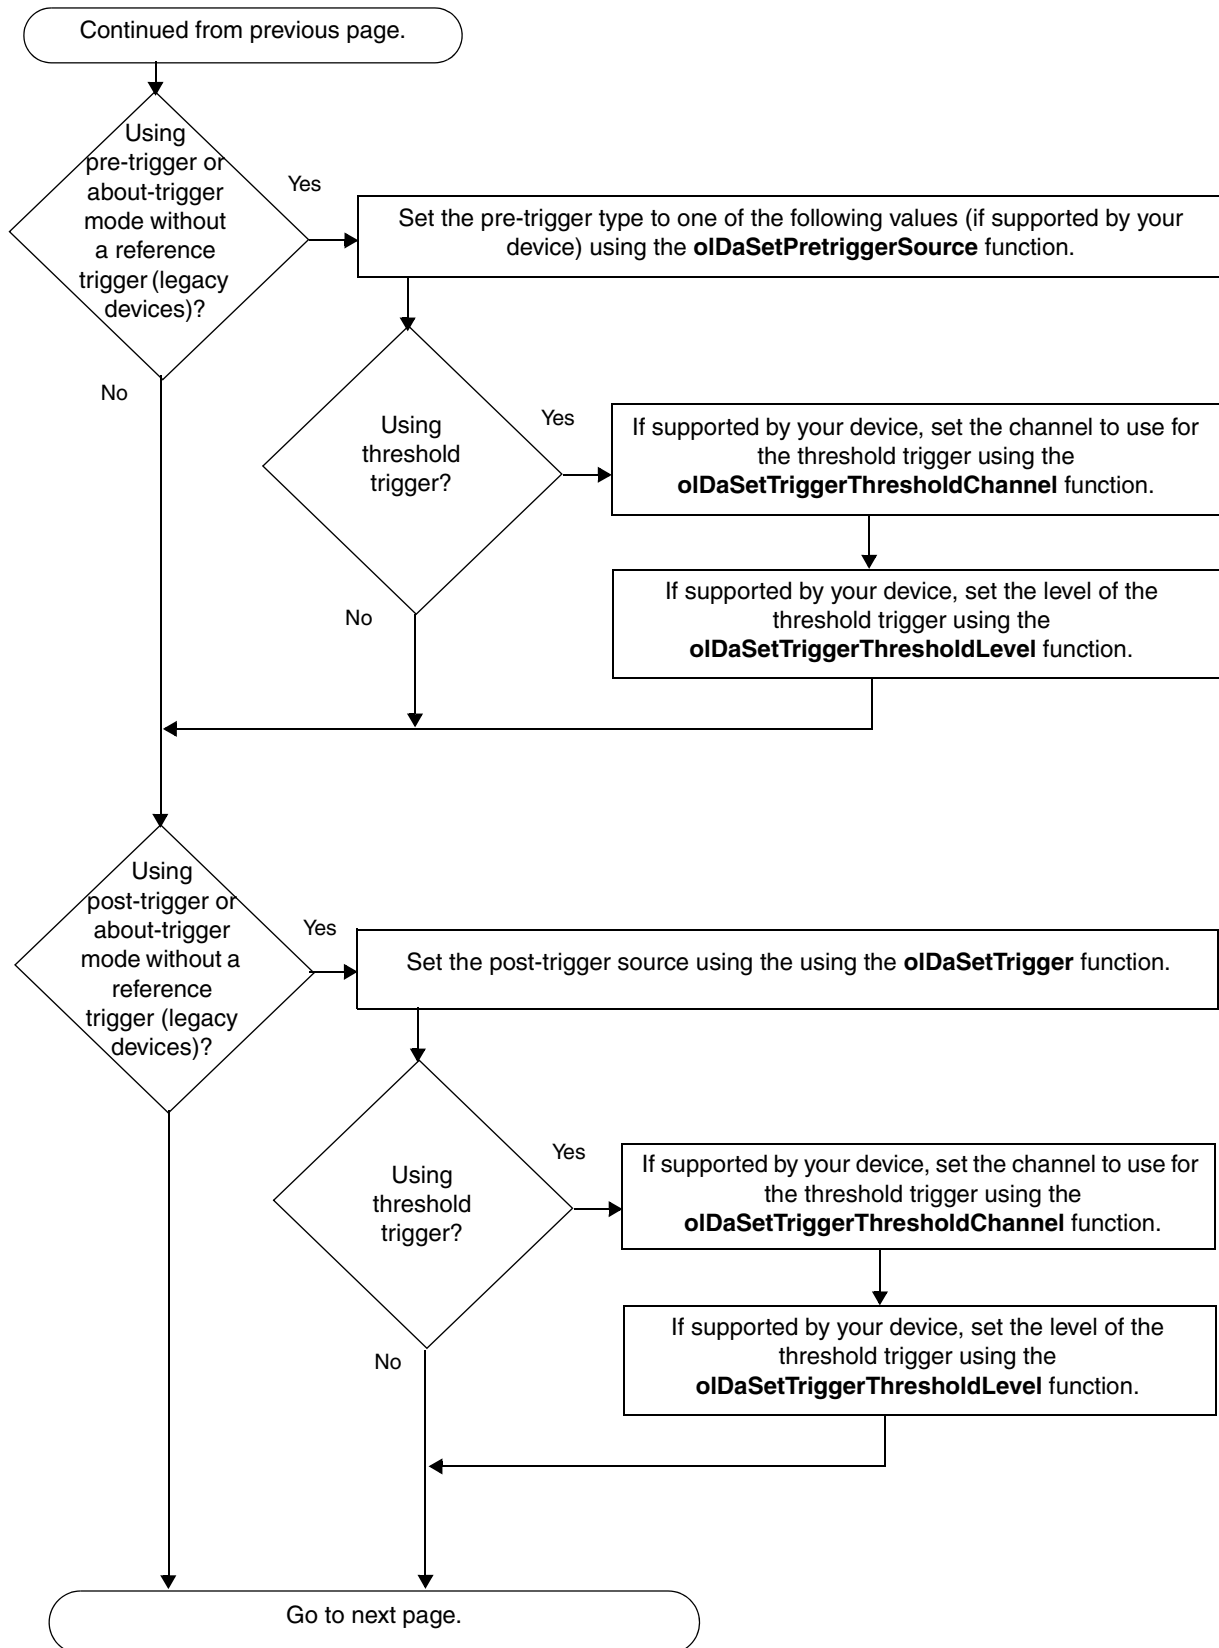 Continued from previous page.
Using
pre-trigger or
about-trigger
mode without
a reference
trigger (legacy
devices)?
Yes
Set the pre-trigger type to one of the following values (if supported by your
device) using the olDaSetPretriggerSource function.
No
Using
threshold
trigger?
Yes
If supported by your device, set the channel to use for
the threshold trigger using the
olDaSetTriggerThresholdChannel function.
If supported by your device, set the level of the
threshold trigger using the
olDaSetTriggerThresholdLevel function.
No
Using
post-trigger or
about-trigger
mode without a
reference
trigger (legacy
devices)?
Yes
Set the post-trigger source using the using the olDaSetTrigger function.
Using
threshold
trigger?
Yes
If supported by your device, set the channel to use for
the threshold trigger using the
olDaSetTriggerThresholdChannel function.
If supported by your device, set the level of the
threshold trigger using the
olDaSetTriggerThresholdLevel function.
No
Go to next page.